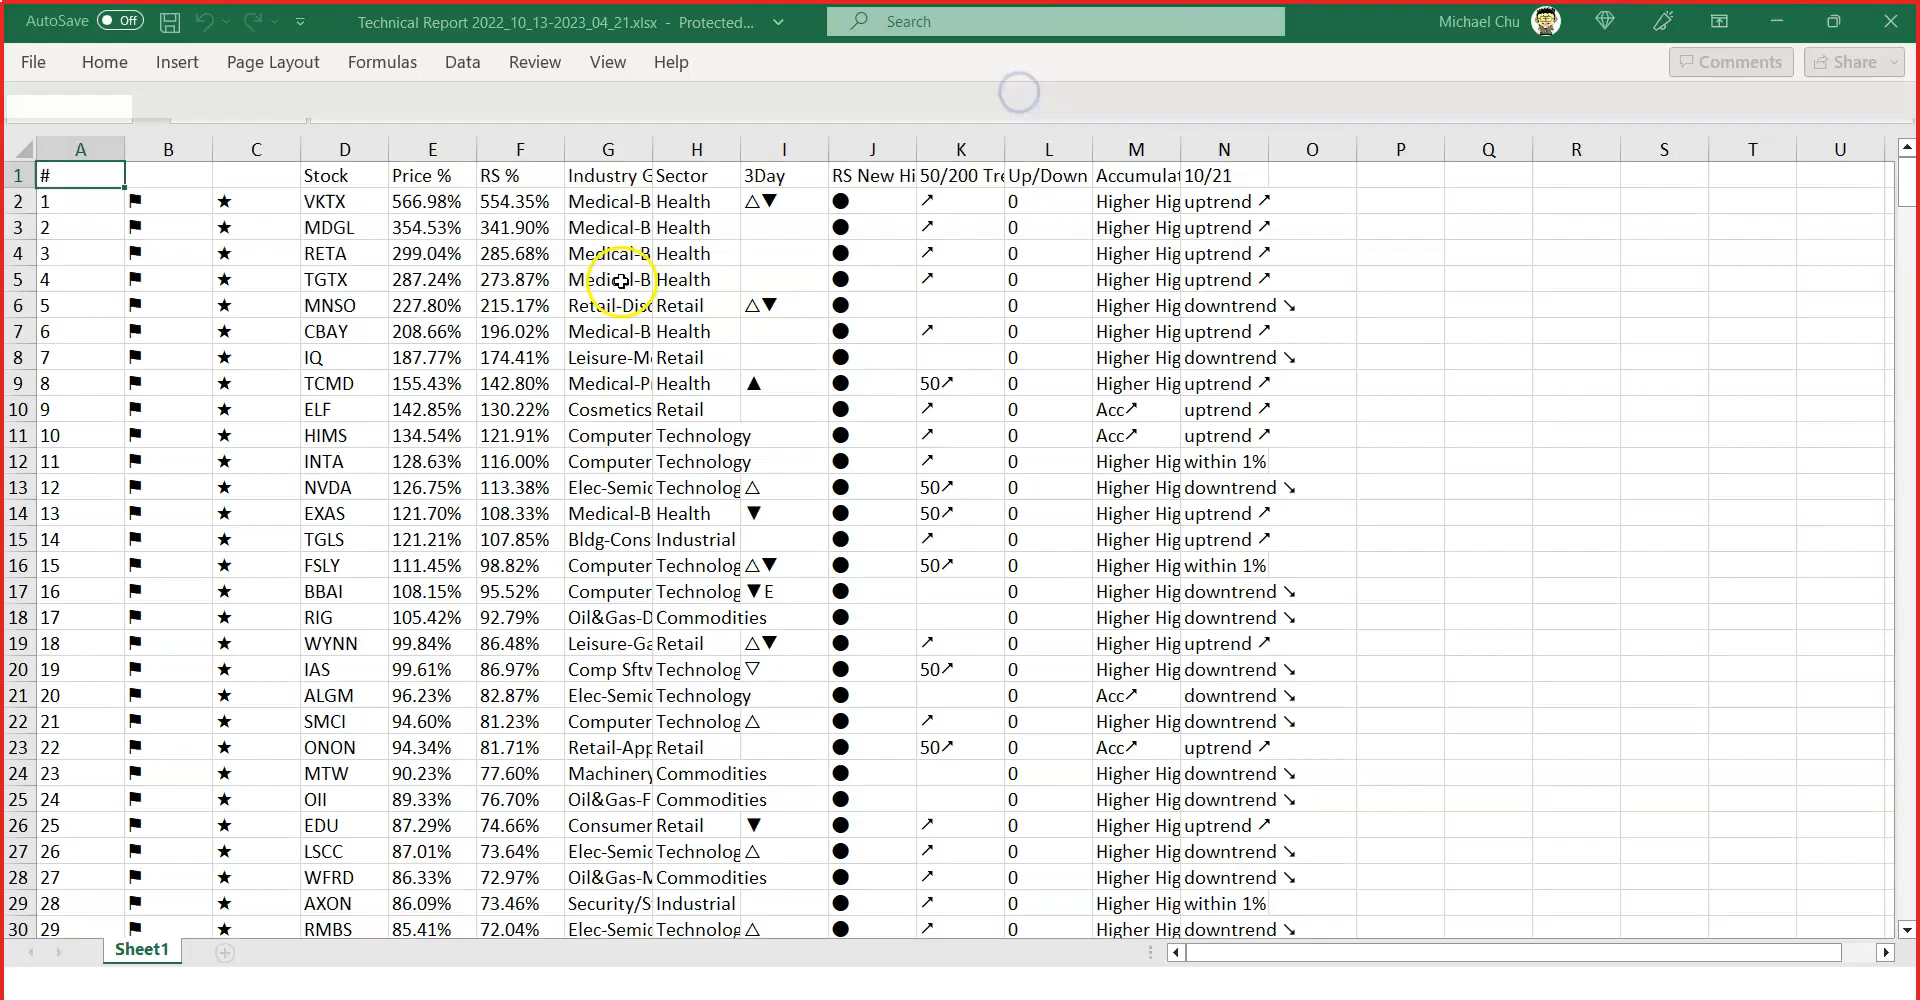 AutoSave Off Technical Report 2022_10_13-2023_04_21.xlsx - Protected... Search Michael Chu
File Home Insert Page Layout Formulas Data Review View Help Comments Share
A B C D E F G H I J K L M N O P Q R S T U
1 # Stock Price % RS % Industry G Sector 3Day RS New Hi 50/200 Tre Up/Down Accumulat 10/21
2 1 ⚑ ★ VKTX 566.98% 554.35% Medical-B Health △▼ ● ↗ 0 Higher Hig uptrend ↗
3 2 ⚑ ★ MDGL 354.53% 341.90% Medical-B Health ● ↗ 0 Higher Hig uptrend ↗
4 3 ⚑ ★ RETA 299.04% 285.68% Medical-B Health ● ↗ 0 Higher Hig uptrend ↗
5 4 ⚑ ★ TGTX 287.24% 273.87% Medical-B Health ● ↗ 0 Higher Hig uptrend ↗
6 5 ⚑ ★ MNSO 227.80% 215.17% Retail-Disc Retail △▼ ● 0 Higher Hig downtrend ↘
7 6 ⚑ ★ CBAY 208.66% 196.02% Medical-B Health ● ↗ 0 Higher Hig uptrend ↗
8 7 ⚑ ★ IQ 187.77% 174.41% Leisure-Mo Retail ● 0 Higher Hig downtrend ↘
9 8 ⚑ ★ TCMD 155.43% 142.80% Medical-Pr Health ▲ ● 50↗ 0 Higher Hig uptrend ↗
10 9 ⚑ ★ ELF 142.85% 130.22% Cosmetics Retail ● ↗ 0 Acc↗ uptrend ↗
11 10 ⚑ ★ HIMS 134.54% 121.91% Computer Technology ● ↗ 0 Acc↗ uptrend ↗
12 11 ⚑ ★ INTA 128.63% 116.00% Computer Technology ● ↗ 0 Higher Hig within 1%
13 12 ⚑ ★ NVDA 126.75% 113.38% Elec-Semic Technolog △ ● 50↗ 0 Higher Hig downtrend ↘
14 13 ⚑ ★ EXAS 121.70% 108.33% Medical-B Health ▼ ● 50↗ 0 Higher Hig uptrend ↗
15 14 ⚑ ★ TGLS 121.21% 107.85% Bldg-Cons Industrial ● ↗ 0 Higher Hig uptrend ↗
16 15 ⚑ ★ FSLY 111.45% 98.82% Computer Technolog △▼ ● 50↗ 0 Higher Hig within 1%
17 16 ⚑ ★ BBAI 108.15% 95.52% Computer Technolog ▼E ● 0 Higher Hig downtrend ↘
18 17 ⚑ ★ RIG 105.42% 92.79% Oil&Gas-D Commodities ● 0 Higher Hig downtrend ↘
19 18 ⚑ ★ WYNN 99.84% 86.48% Leisure-Ga Retail △▼ ● ↗ 0 Higher Hig uptrend ↗
20 19 ⚑ ★ IAS 99.61% 86.97% Comp Sftw Technolog ▽ ● 50↗ 0 Higher Hig downtrend ↘
21 20 ⚑ ★ ALGM 96.23% 82.87% Elec-Semic Technology ● 0 Acc↗ downtrend ↘
22 21 ⚑ ★ SMCI 94.60% 81.23% Computer Technolog △ ● ↗ 0 Higher Hig downtrend ↘
23 22 ⚑ ★ ONON 94.34% 81.71% Retail-App Retail ● 50↗ 0 Acc↗ uptrend ↗
24 23 ⚑ ★ MTW 90.23% 77.60% Machinery Commodities ● 0 Higher Hig downtrend ↘
25 24 ⚑ ★ OII 89.33% 76.70% Oil&Gas-F Commodities ● 0 Higher Hig downtrend ↘
26 25 ⚑ ★ EDU 87.29% 74.66% Consumer Retail ▼ ● ↗ 0 Higher Hig uptrend ↗
27 26 ⚑ ★ LSCC 87.01% 73.64% Elec-Semic Technolog △ ● ↗ 0 Higher Hig downtrend ↘
28 27 ⚑ ★ WFRD 86.33% 72.97% Oil&Gas-M Commodities ● ↗ 0 Higher Hig downtrend ↘
29 28 ⚑ ★ AXON 86.09% 73.46% Security/S Industrial ● ↗ 0 Higher Hig within 1%
30 29 ⚑ ★ RMBS 85.41% 72.04% Elec-Semic Technolog △ ● ↗ 0 Higher Hig downtrend ↘
Sheet1